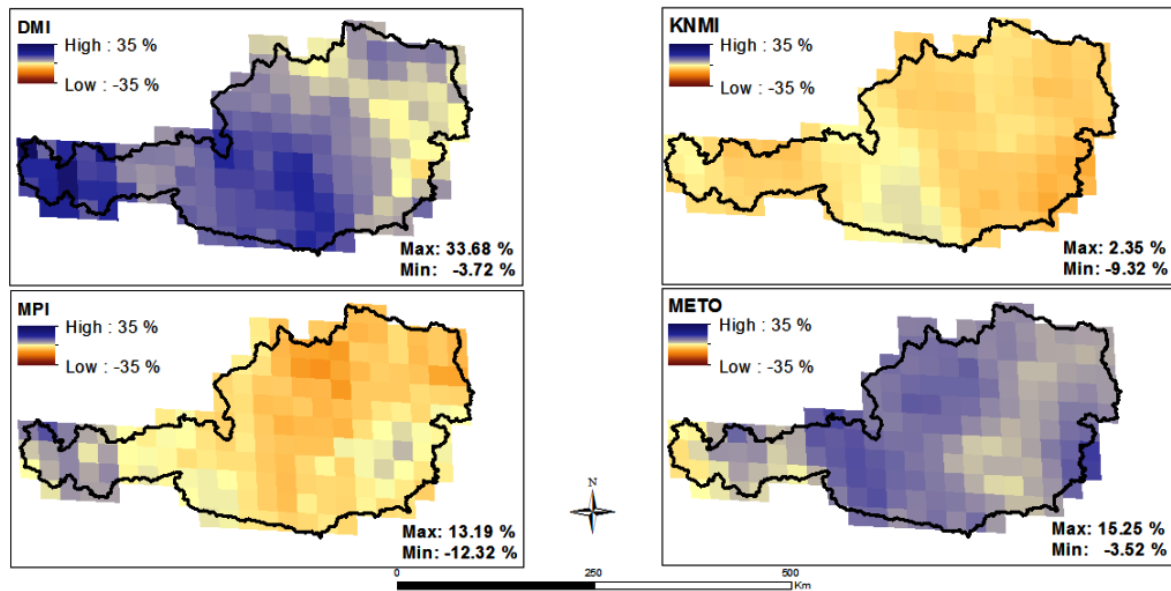 DMI
High : 35 %
Low : -35 %
Max: 33.68 %
Min: -3.72 %
KNMI
High : 35 %
Low : -35 %
Max: 2.35 %
Min: -9.32 %
MPI
High : 35 %
Low : -35 %
Max: 13.19 %
Min: -12.32 %
METO
High : 35 %
Low : -35 %
Max: 15.25 %
Min: -3.52 %
N
0 250 500
Km